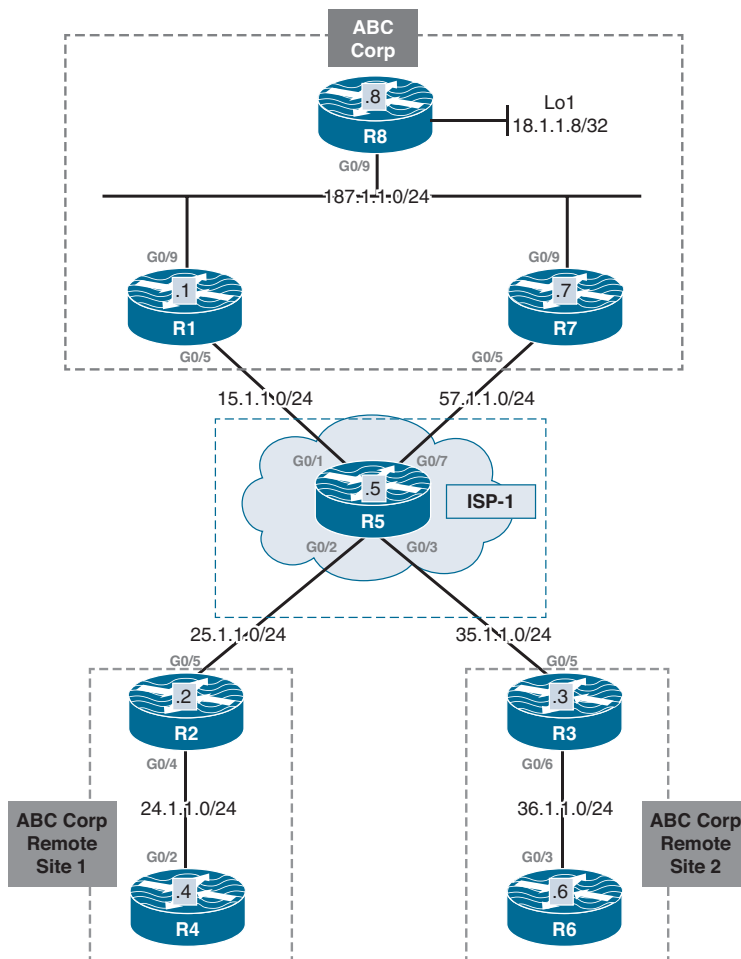 ABC
Corp
.8
R8
Lo1
18.1.1.8/32
G0/9
187.1.1.0/24
G0/9
G0/9
.1
R1
.7
R7
G0/5
G0/5
15.1.1.0/24
57.1.1.0/24
G0/1
G0/7
.5
R5
ISP-1
G0/2
G0/3
25.1.1.0/24
35.1.1.0/24
G0/5
G0/5
.2
R2
.3
R3
G0/4
G0/6
24.1.1.0/24
36.1.1.0/24
ABC Corp
Remote
Site 1
ABC Corp
Remote
Site 2
G0/2
G0/3
.4
R4
.6
R6